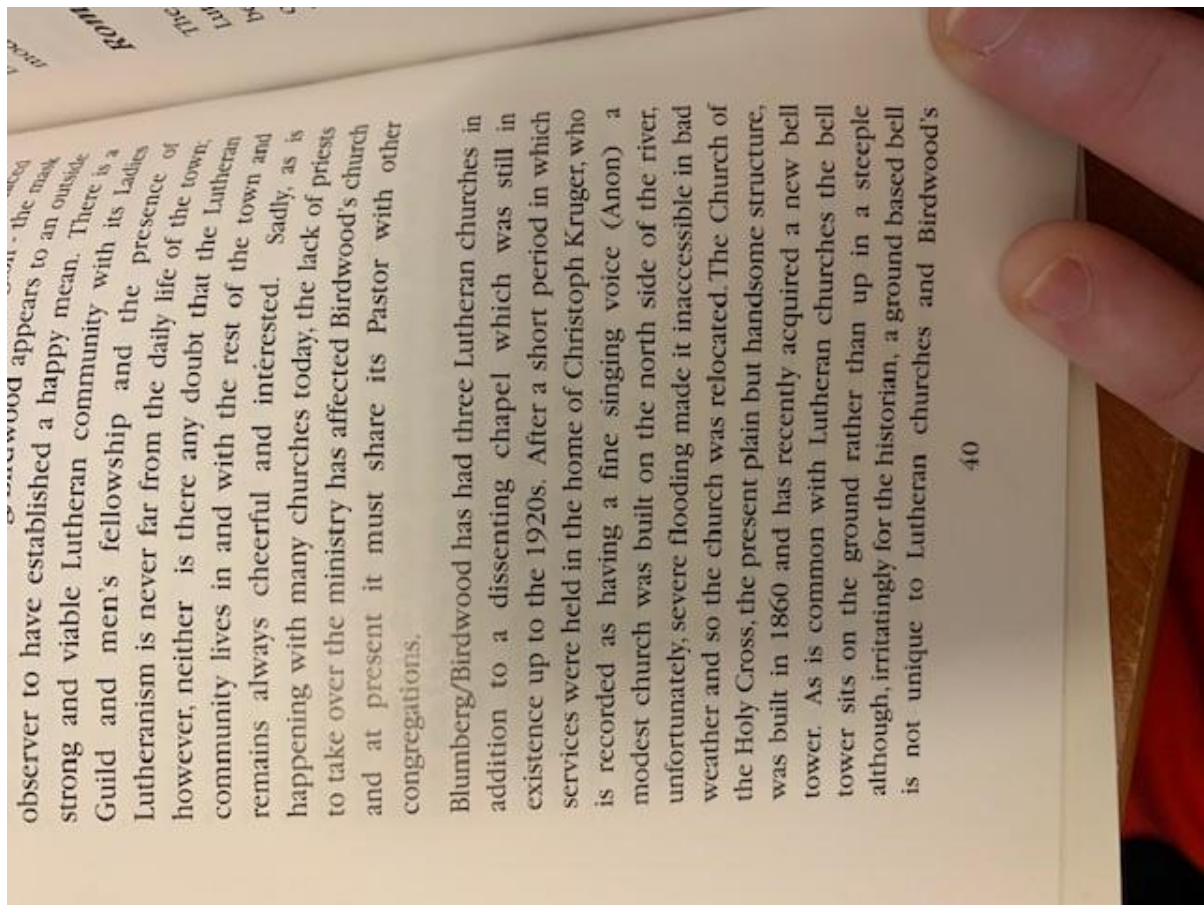 - the
Birdwood appears to an outside
observer to have established a happy mean. There is a
strong and viable Lutheran community with its Ladies
Guild and men's fellowship and the presence of
Lutheranism is never far from the daily life of the town;
however, neither is there any doubt that the Lutheran
community lives in and with the rest of the town and
remains always cheerful and interested. Sadly, as is
happening with many churches today, the lack of priests
to take over the ministry has affected Birdwood's church
and at present it must share its Pastor with other
congregations.
Blumberg/Birdwood has had three Lutheran churches in
addition to a dissenting chapel which was still in
existence up to the 1920s. After a short period in which
services were held in the home of Christoph Kruger, who
is recorded as having a fine singing voice (Anon) a
modest church was built on the north side of the river,
unfortunately, severe flooding made it inaccessible in bad
weather and so the church was relocated. The Church of
the Holy Cross, the present plain but handsome structure,
was built in 1860 and has recently acquired a new bell
tower. As is common with Lutheran churches the bell
tower sits on the ground rather than up in a steeple
although, irritatingly for the historian, a ground based bell
is not unique to Lutheran churches and Birdwood's
40
The